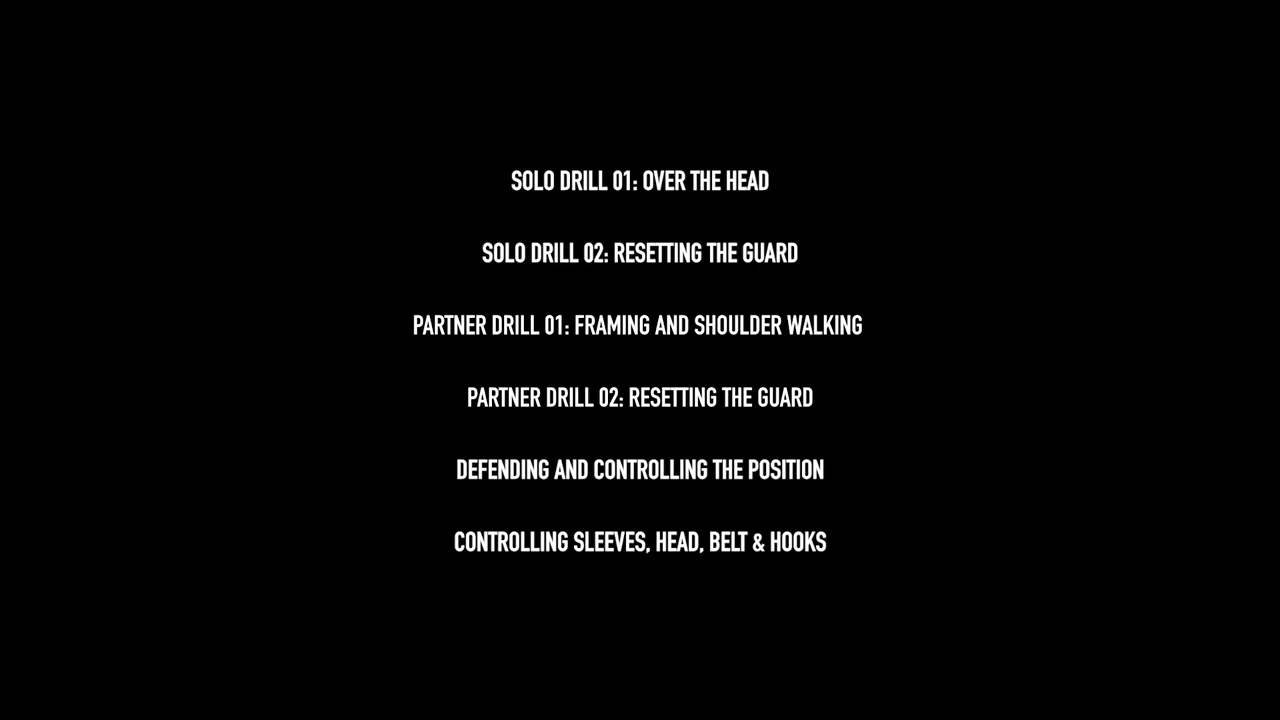 SOLO DRILL 01: OVER THE HEAD
SOLO DRILL 02: RESETTING THE GUARD
PARTNER DRILL 01: FRAMING AND SHOULDER WALKING
PARTNER DRILL 02: RESETTING THE GUARD
DEFENDING AND CONTROLLING THE POSITION
CONTROLLING SLEEVES, HEAD, BELT & HOOKS